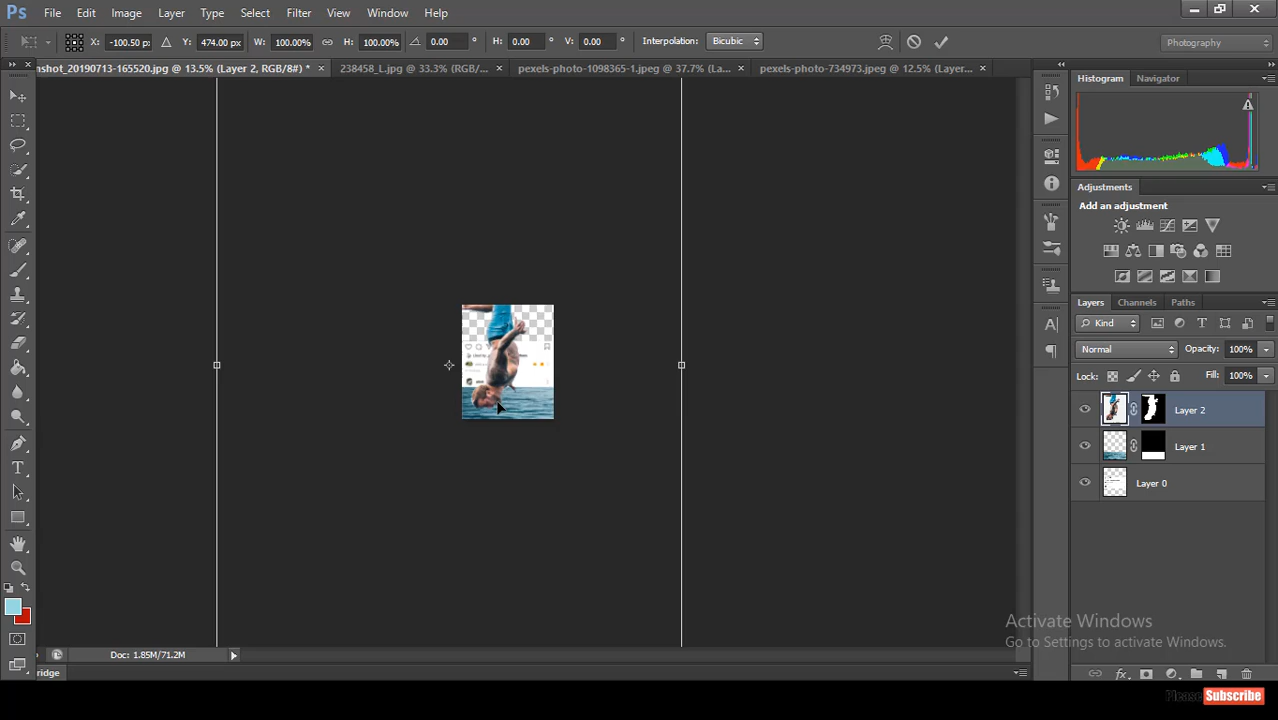 Ps File Edit Image Layer Type Select Filter View Window Help
X: -100.50 px Y: 474.00 px W: 100.00% H: 100.00% 0.00 ° H: 0.00 ° V: 0.00 ° Interpolation: Bicubic Photography
nshot_20190713-165520.jpg @ 13.5% (Layer 2, RGB/8#) * × 238458_L.jpg @ 33.3% (RGB/... × pexels-photo-1098365-1.jpeg @ 37.7% (La... × pexels-photo-734973.jpeg @ 12.5% (Layer... ×
Histogram Navigator
Adjustments
Add an adjustment
Layers Channels Paths
Kind
Normal Opacity: 100%
Lock: Fill: 100%
Layer 2
Layer 1
Layer 0
Activate Windows
Go to Settings to activate Windows.
Doc: 1.85M/71.2M
ridge
Please Subscribe